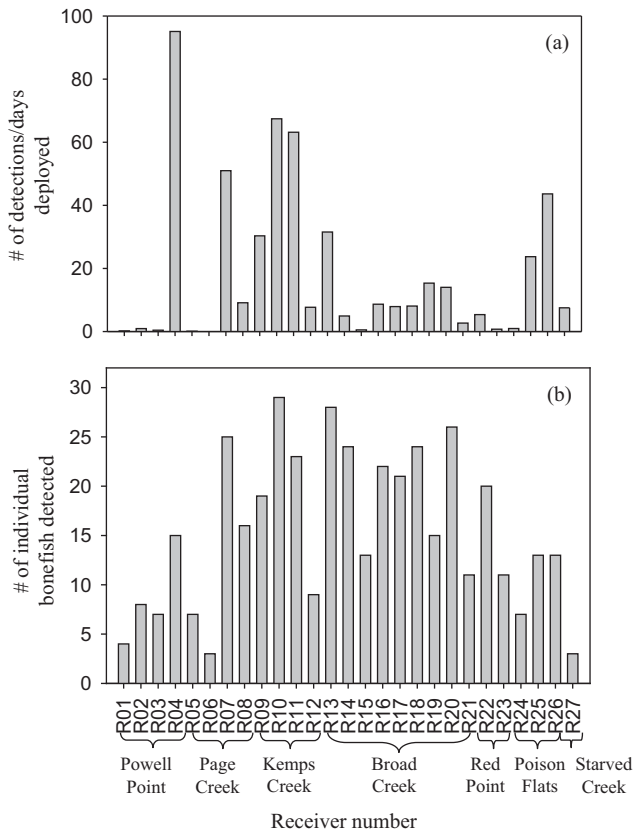 (a)
# of detections/days
deployed
100
80
60
40
20
0
(b)
# of individual
bonefish detected
30
25
20
15
10
5
0
R01
R02
R03
R04
R05
R06
R07
R08
R09
R10
R11
R12
R13
R14
R15
R16
R17
R18
R19
R20
R21
R22
R23
R24
R25
R26
R27
Powell
Point
Page
Creek
Kemps
Creek
Broad
Creek
Red
Point
Poison
Flats
Starved
Creek
Receiver number